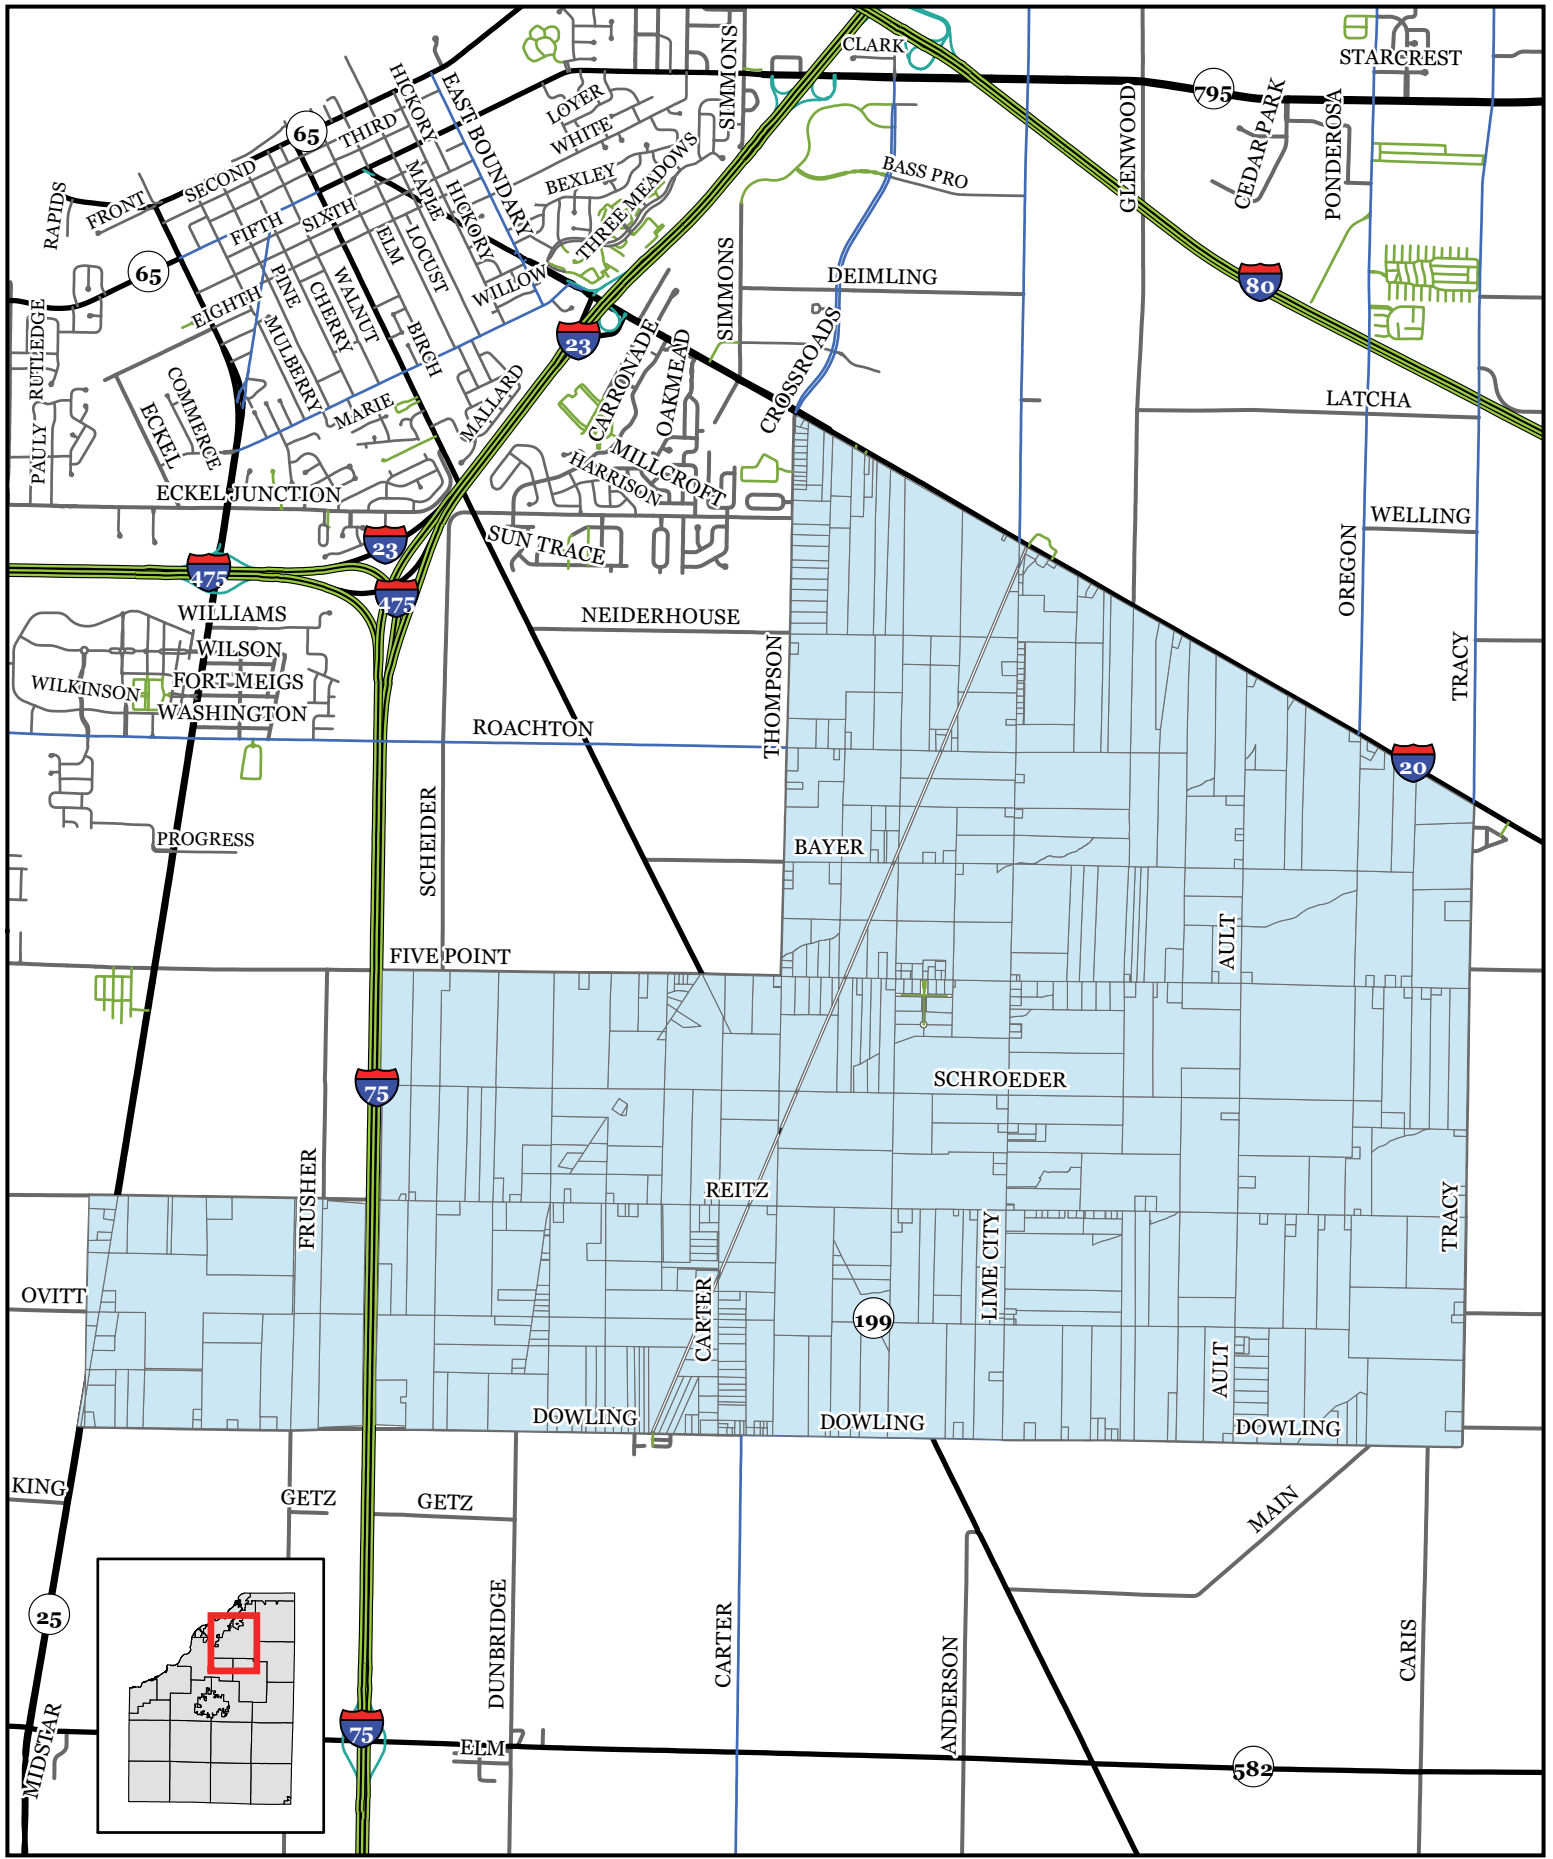 CLARK
STARCREST
SIMMONS
HICKORY
EAST BOUNDARY
LOYER
795
65
THIRD
WHITE
GLENWOOD
CEDAR PARK
PONDEROSA
SECOND
MAPLE
BEXLEY
THREE MEADOWS
BASS PRO
RAPIDS
FRONT
FIFTH
SIXTH
HICKORY
ELM
LOCUST
65
PINE
WALNUT
WILLOW
SIMMONS
DEIMLING
80
EIGHTH
CHERRY
RUTLEDGE
MULBERRY
BIRCH
23
CARRONADE
OAKMEAD
CROSSROADS
COMMERCE
ECKEL
MARIE
MALLARD
LATCHA
PAULY
MILLCROFT
HARRISON
ECKEL JUNCTION
WELLING
23
SUN TRACE
OREGON
475
475
WILLIAMS
NEIDERHOUSE
WILSON
THOMPSON
TRACY
WILKINSON
FORT MEIGS
WASHINGTON
ROACHTON
20
PROGRESS
SCHEIDER
BAYER
FIVE POINT
AULT
75
SCHROEDER
FRUSHER
REITZ
LIME CITY
TRACY
OVITT
CARTER
199
AULT
DOWLING
DOWLING
DOWLING
KING
GETZ
GETZ
MAIN
25
DUNBRIDGE
CARTER
ANDERSON
CARIS
MIDSTAR
75
ELM
582